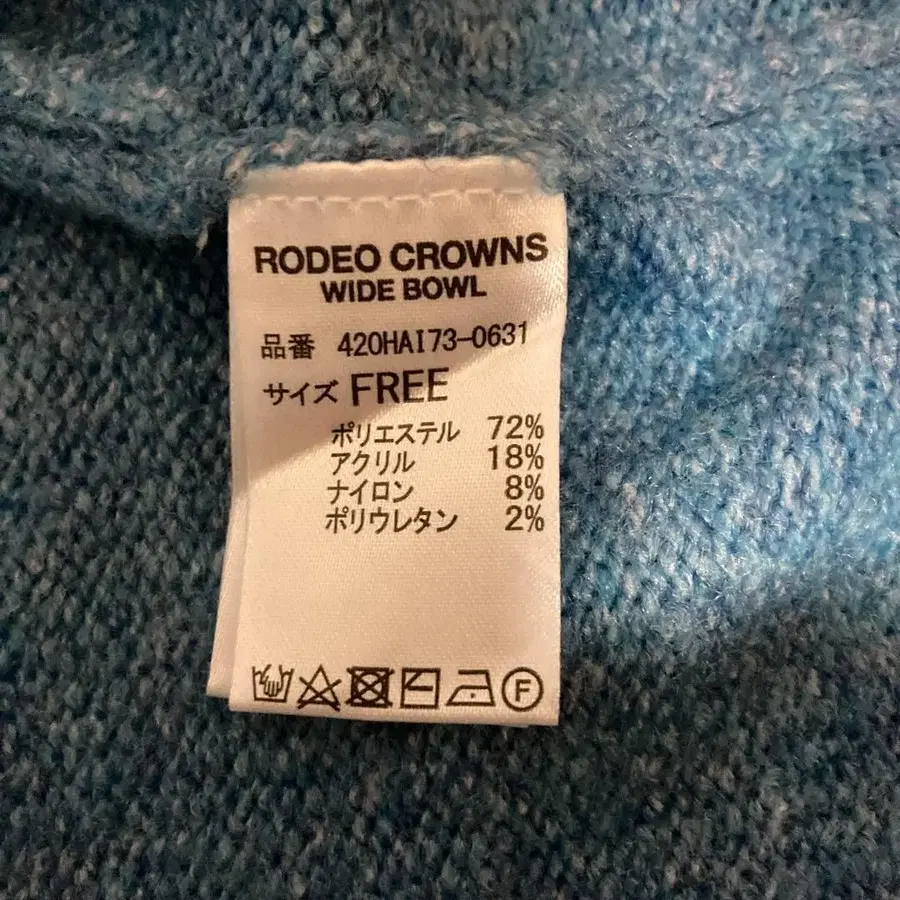 RODEO CROWNS
WIDE BOWL
品番 420HAI73-0631
サイズ FREE
ポリエステル 72%
アクリル 18%
ナイロン 8%
ポリウレタン 2%
F